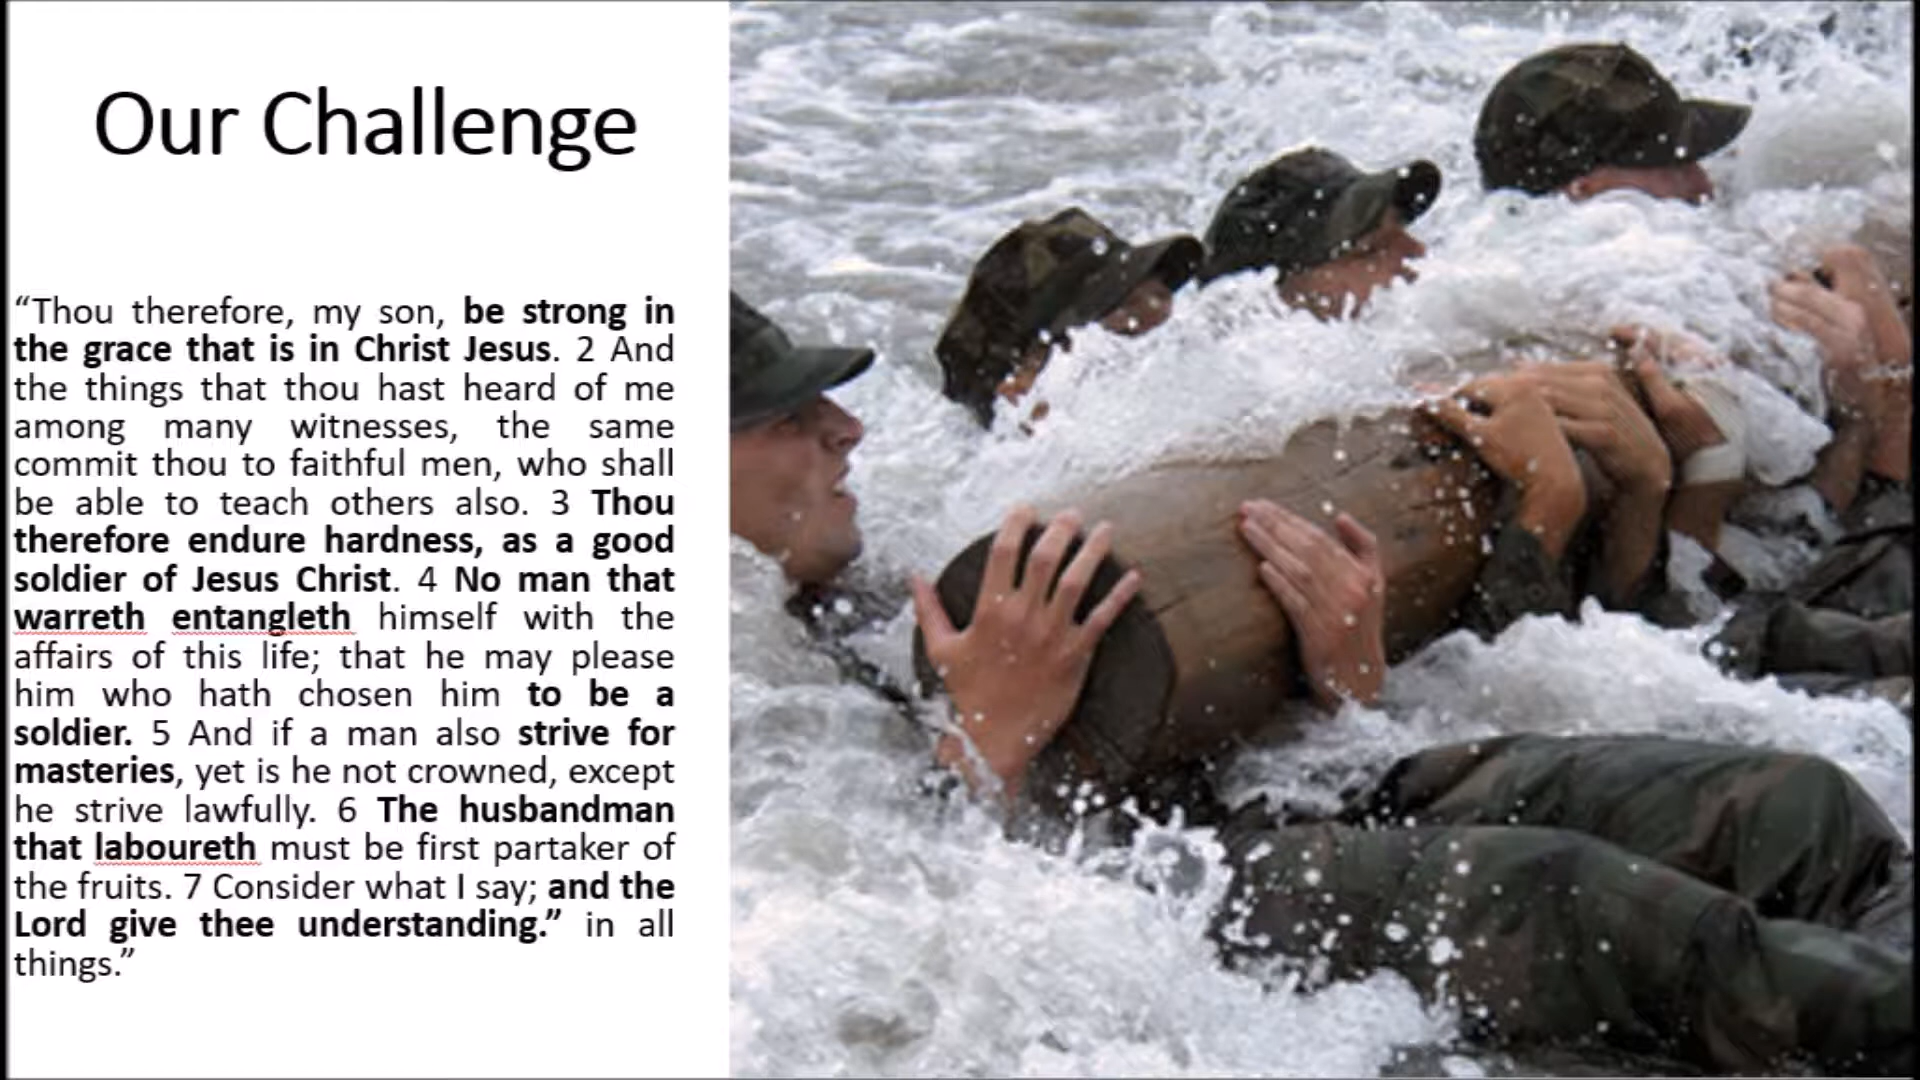 Our Challenge
“Thou therefore, my son, be strong in
the grace that is in Christ Jesus. 2 And
the things that thou hast heard of me
among many witnesses, the same
commit thou to faithful men, who shall
be able to teach others also. 3 Thou
therefore endure hardness, as a good
soldier of Jesus Christ. 4 No man that
warreth entangleth himself with the
affairs of this life; that he may please
him who hath chosen him to be a
soldier. 5 And if a man also strive for
masteries, yet is he not crowned, except
he strive lawfully. 6 The husbandman
that laboureth must be first partaker of
the fruits. 7 Consider what I say; and the
Lord give thee understanding.” in all
things.”